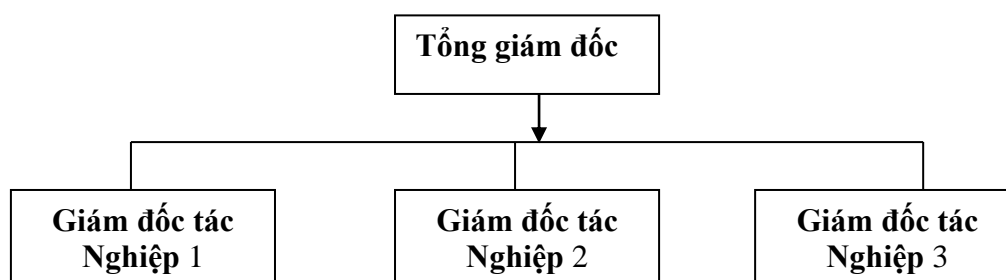 Tổng giám đốc
Giám đốc tác
Nghiệp 1
Giám đốc tác
Nghiệp 2
Giám đốc tác
Nghiệp 3